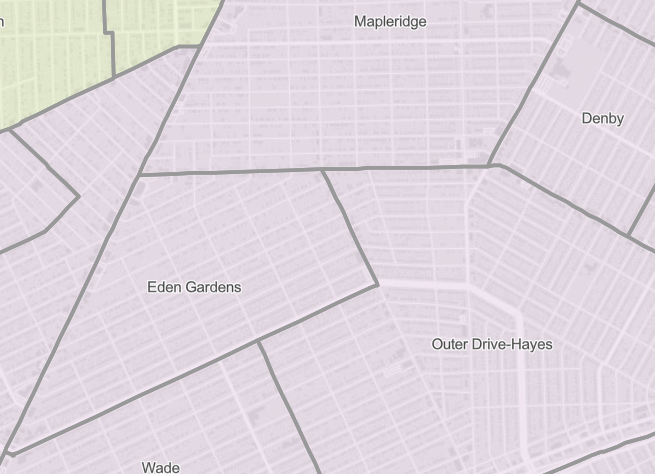 n
Mapleridge
Denby
Eden Gardens
Outer Drive-Hayes
Wade